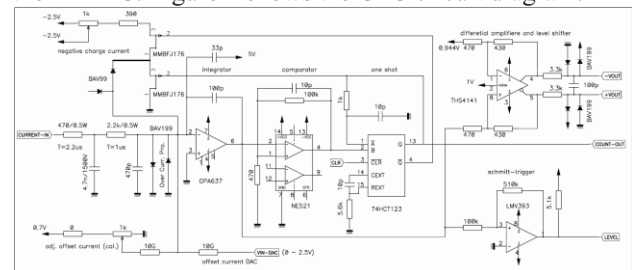 1k
390
-2.5V
-2.5V
negative charge current
MMBFJ176
MMBFJ176
33p
5V
integrator
100p
BAV99
comparator
10p
100k
one shot
1k
10p
differential amplifiere and level shifter
0.944V
470
430
1V
THS4141
3.3k
3.3k
BAV199
100p
BAV199
-VOUT
+VOUT
470
430
470/0.5W
2.2k/0.5W
BAV199
CURRENT-IN
T=2.2us
T=1us
4.7n/1500V
470p
Over Curr. Pro.
OPA637
470
NE521
CLR
CLR
CEXT
REXT
10p
5.6k
74HCT123
COUNT-OUT
schmitt-trigger
510k
5.1k
LMV393
100k
LEVEL
0.7V
0
1k
adj. offset current (cal.)
10G
10G
VIN-DAC
(0 – 2.5V)
offset current DAC